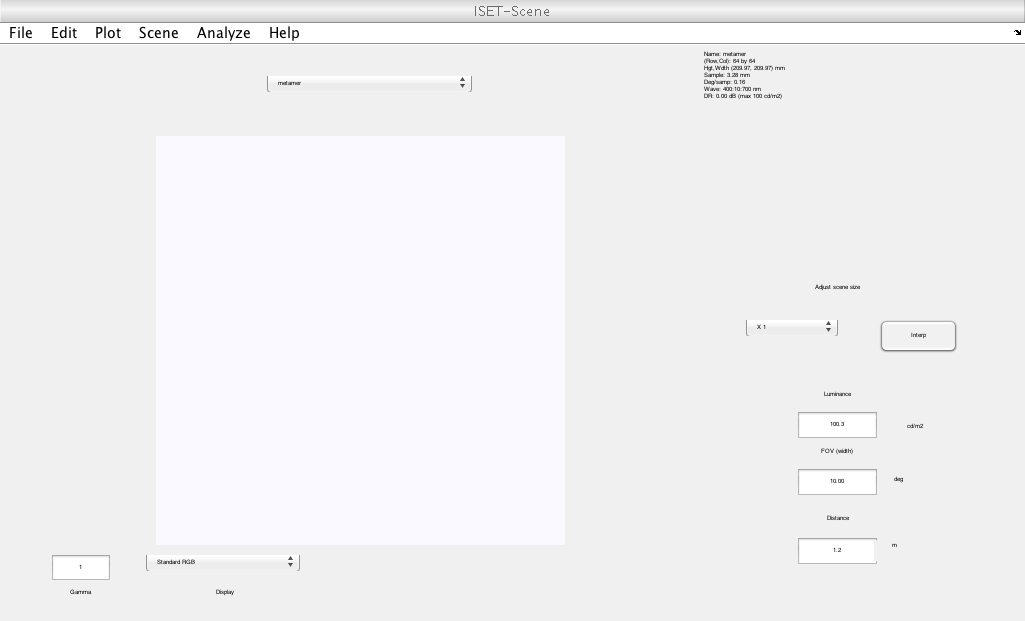 ISET-Scene
File Edit Plot Scene Analyze Help
metamer
Name: metamer
(Row,Col): 64 by 64
Hgt,Wdth (209.97, 209.97) mm
Sample: 3.28 mm
Deg/samp: 0.16
Wave: 400:10:700 nm
DR: 0.00 dB (max 100 cd/m2)
Adjust scene size
X 1
Interp
Luminance
100.3 cd/m2
FOV (width)
10.00 deg
Distance
1.2 m
1 Standard RGB
Gamma Display